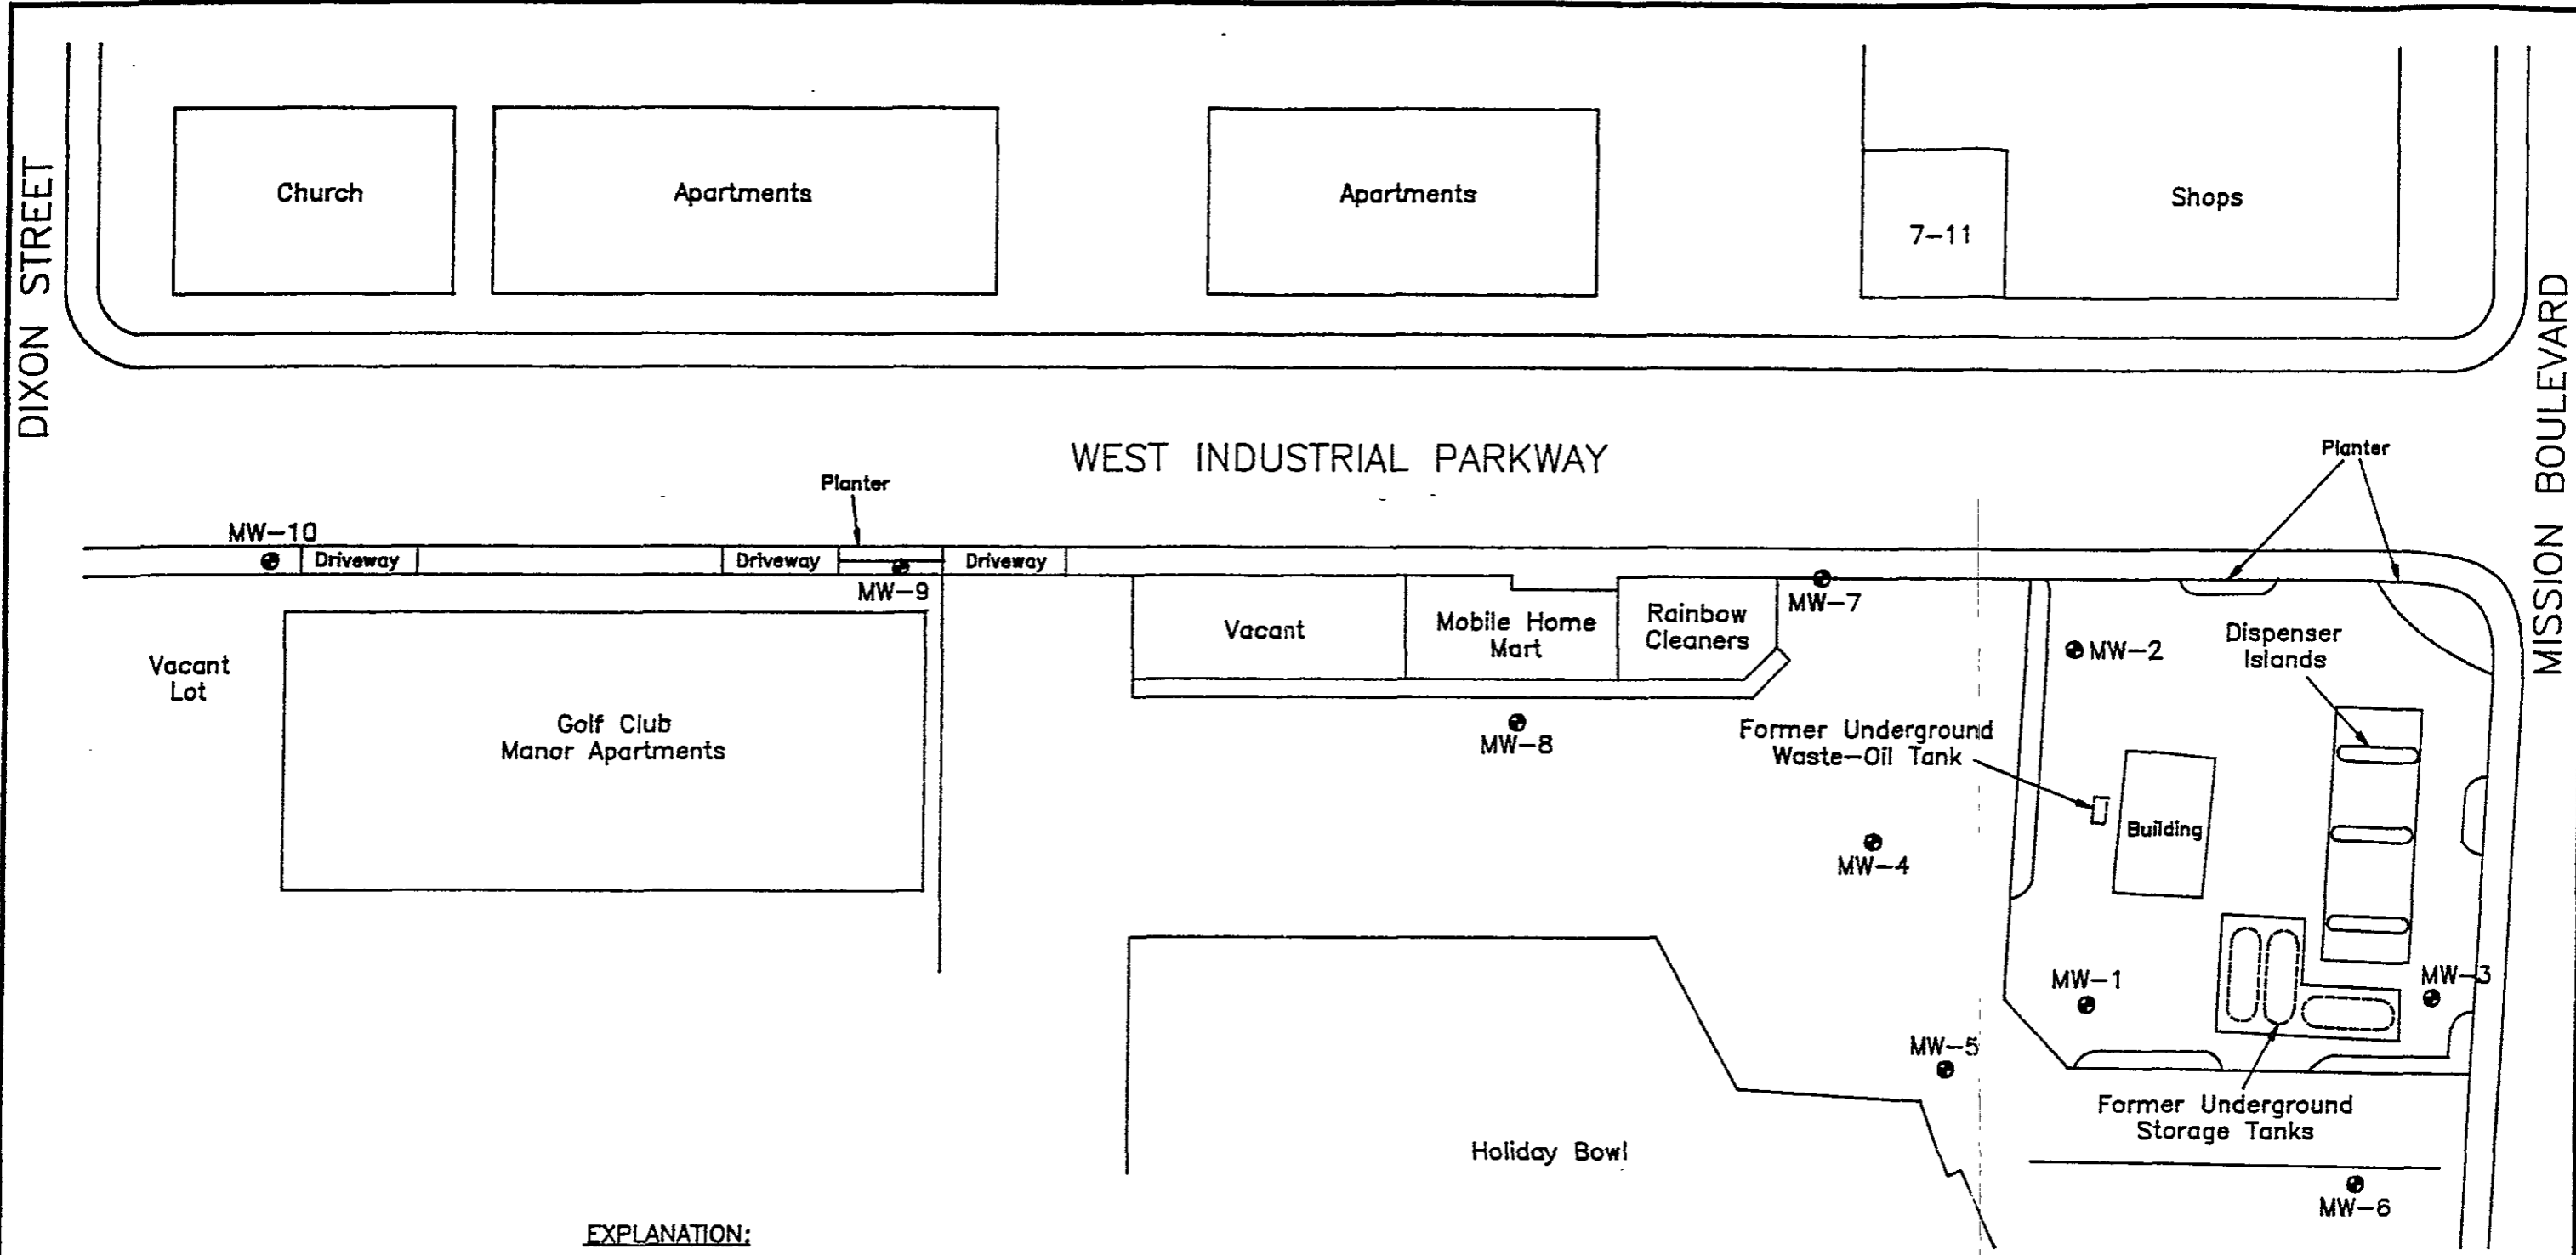 DIXON STREET
Church
Apartments
Apartments
7-11
Shops
MISSION BOULEVARD
WEST INDUSTRIAL PARKWAY
Planter
Planter
MW-10
Driveway
Driveway
Driveway
MW-9
MW-7
Vacant
Mobile Home
Mart
Rainbow
Cleaners
MW-2
Dispenser
Islands
Vacant
Lot
Golf Club
Manor Apartments
MW-8
Former Underground
Waste-Oil Tank
Building
MW-4
MW-1
MW-3
MW-5
Former Underground
Storage Tanks
Holiday Bowl
MW-6
EXPLANATION: